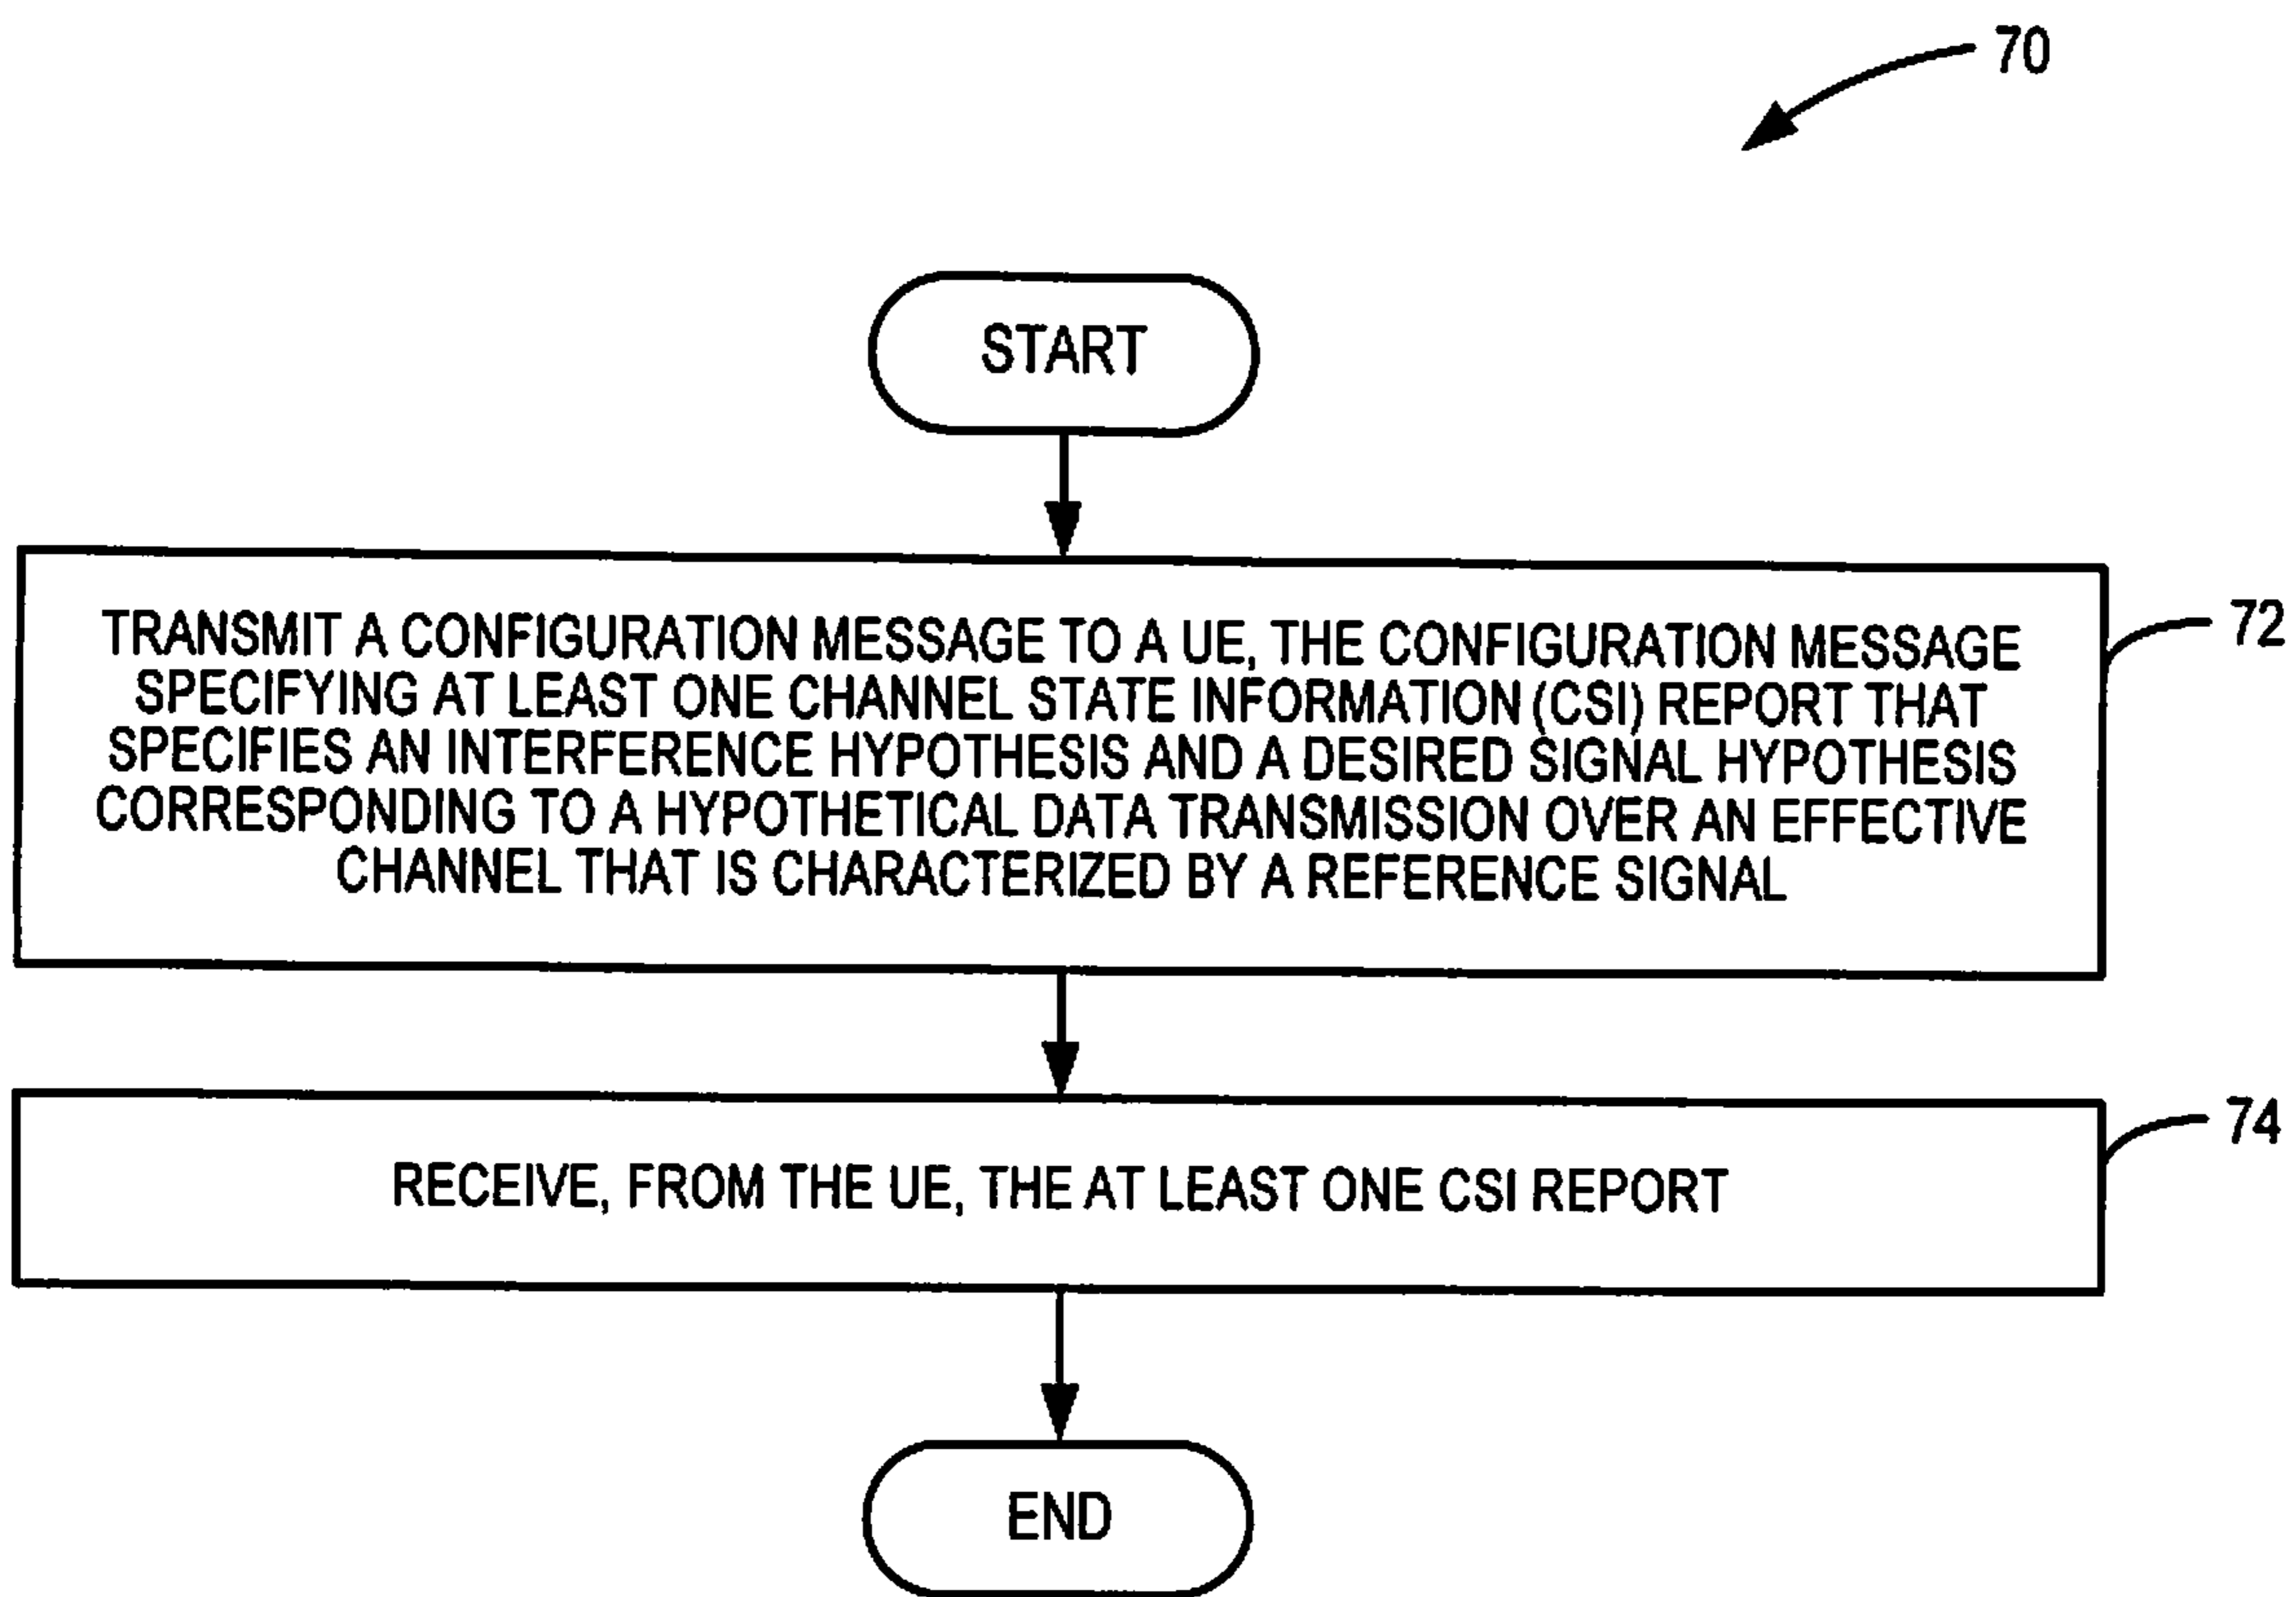 70
START
TRANSMIT A CONFIGURATION MESSAGE TO A UE, THE CONFIGURATION MESSAGE
SPECIFYING AT LEAST ONE CHANNEL STATE INFORMATION (CSI) REPORT THAT
SPECIFIES AN INTERFERENCE HYPOTHESIS AND A DESIRED SIGNAL HYPOTHESIS
CORRESPONDING TO A HYPOTHETICAL DATA TRANSMISSION OVER AN EFFECTIVE
CHANNEL THAT IS CHARACTERIZED BY A REFERENCE SIGNAL
72
RECEIVE, FROM THE UE, THE AT LEAST ONE CSI REPORT
74
END